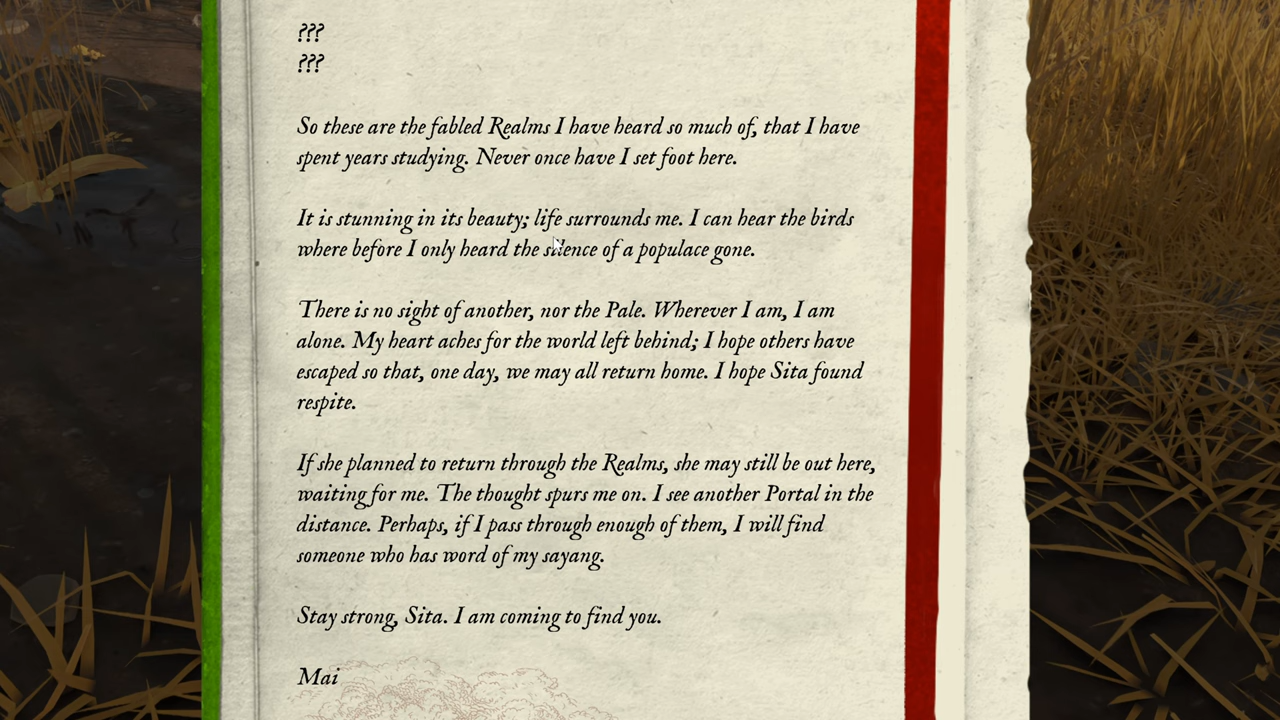 ???
???
So these are the fabled Realms I have heard so much of, that I have
spent years studying. Never once have I set foot here.
It is stunning in its beauty; life surrounds me. I can hear the birds
where before I only heard the silence of a populace gone.
There is no sight of another, nor the Pale. Wherever I am, I am
alone. My heart aches for the world left behind; I hope others have
escaped so that, one day, we may all return home. I hope Sita found
respite.
If she planned to return through the Realms, she may still be out here,
waiting for me. The thought spurs me on. I see another Portal in the
distance. Perhaps, if I pass through enough of them, I will find
someone who has word of my sayang.
Stay strong, Sita. I am coming to find you.
Mai